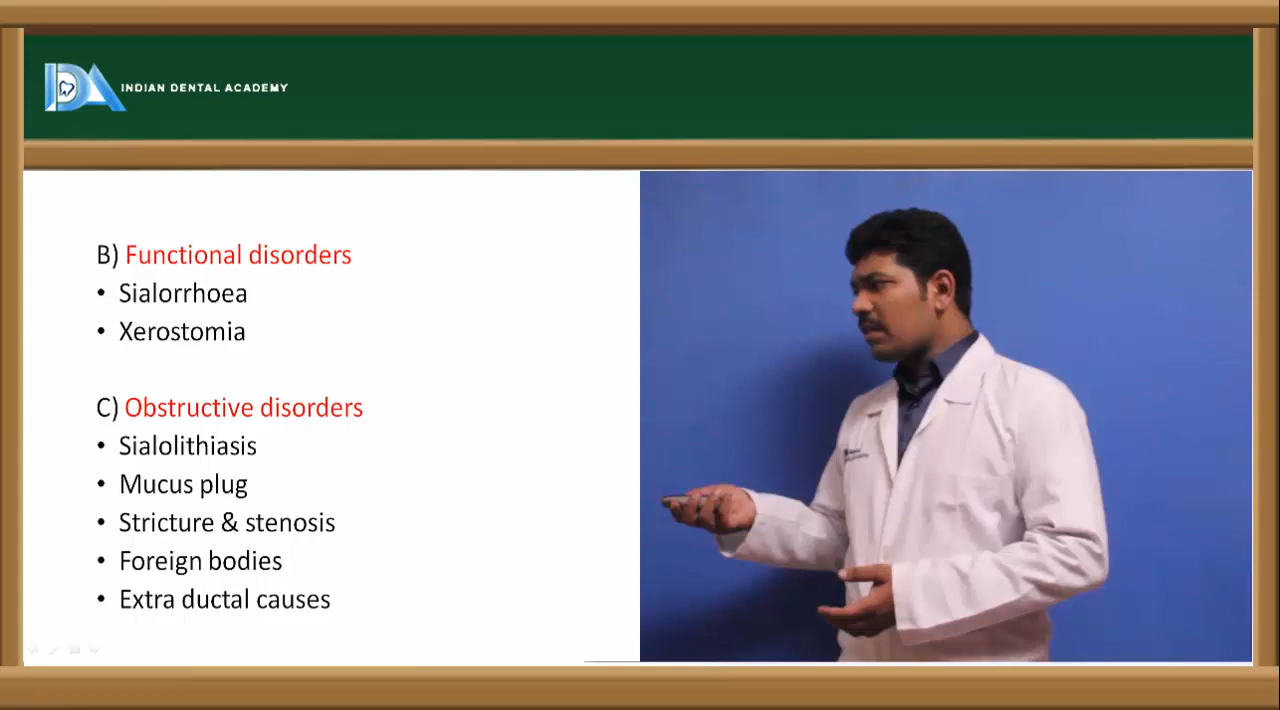 INDIAN DENTAL ACADEMY
B) Functional disorders
• Sialorrhoea
• Xerostomia
C) Obstructive disorders
• Sialolithiasis
• Mucus plug
• Stricture & stenosis
• Foreign bodies
• Extra ductal causes